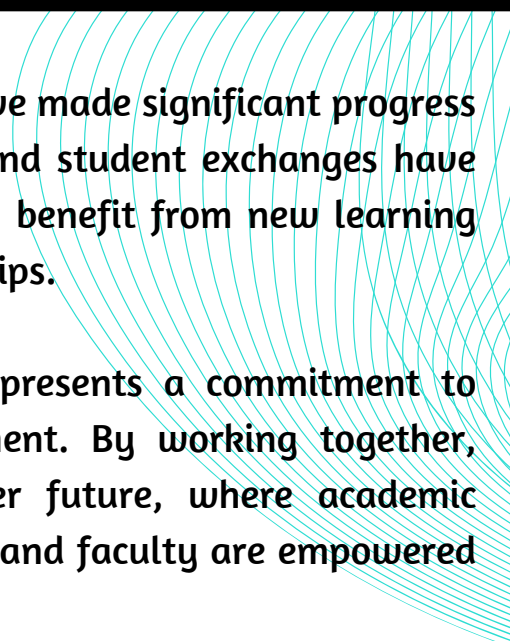 ve made significant progress
nd student exchanges have
benefit from new learning
ips.
presents a commitment to
ent. By working together,
er future, where academic
and faculty are empowered